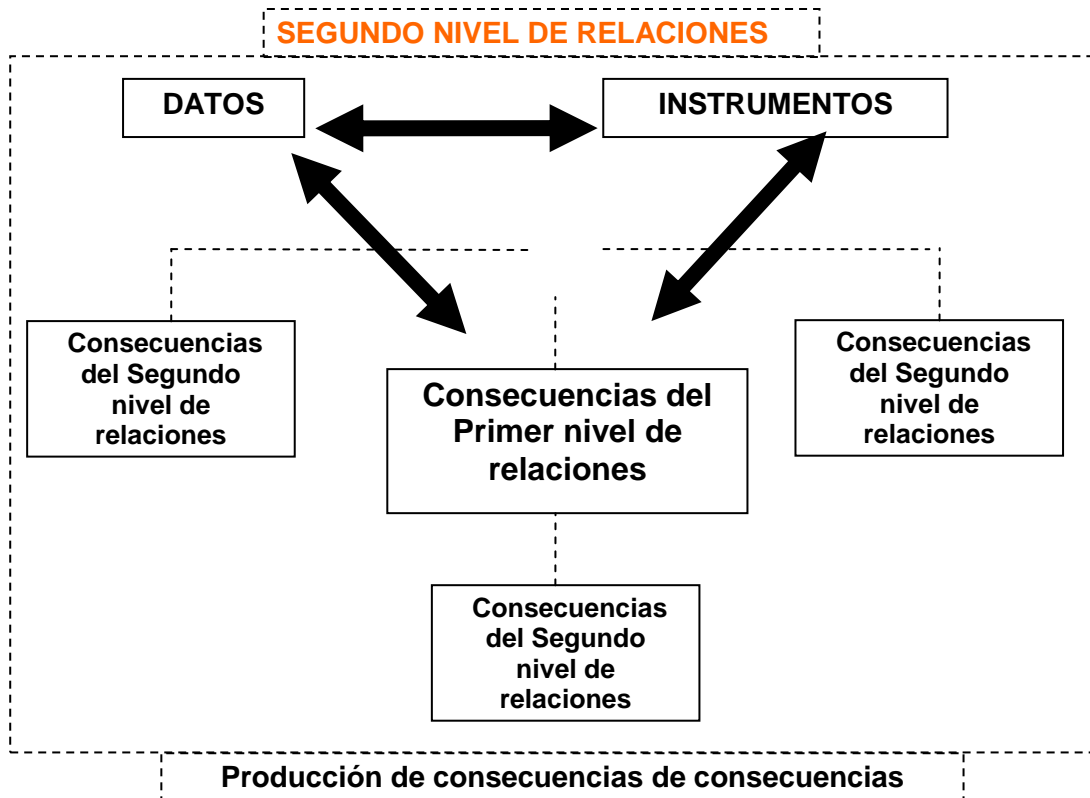 SEGUNDO NIVEL DE RELACIONES
DATOS
INSTRUMENTOS
Consecuencias
del Segundo
nivel de
relaciones
Consecuencias del
Primer nivel de
relaciones
Consecuencias
del Segundo
nivel de
relaciones
Consecuencias
del Segundo
nivel de
relaciones
Producción de consecuencias de consecuencias